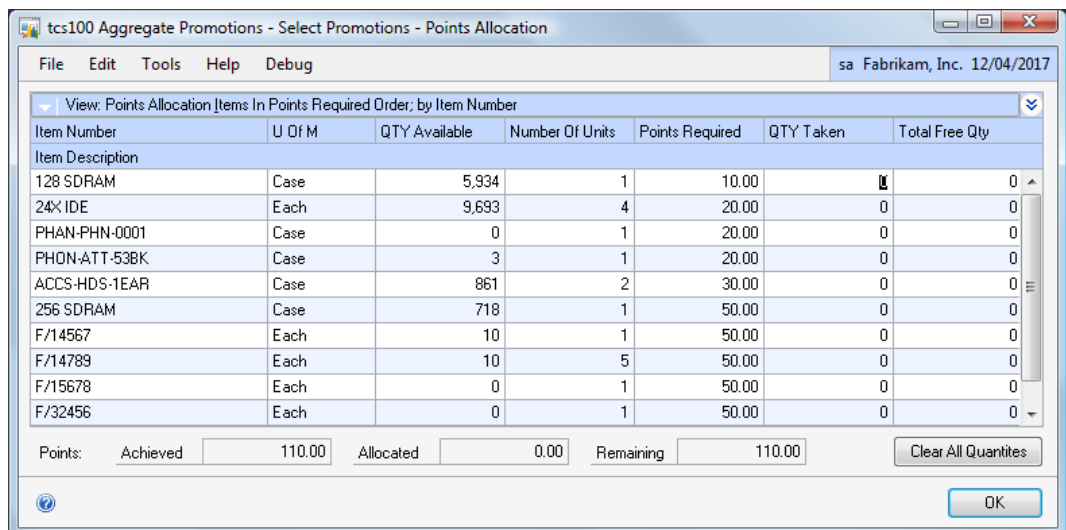 tcs100 Aggregate Promotions - Select Promotions - Points Allocation
File Edit Tools Help Debug sa Fabrikam, Inc. 12/04/2017
View: Points Allocation Items In Points Required Order; by Item Number
Item Number U Of M QTY Available Number Of Units Points Required QTY Taken Total Free Qty
Item Description
128 SDRAM Case 5,934 1 10.00 0
24X IDE Each 9,693 4 20.00 0 0
PHAN-PHN-0001 Case 0 1 20.00 0 0
PHON-ATT-53BK Case 3 1 20.00 0 0
ACCS-HDS-1EAR Case 861 2 30.00 0 0
256 SDRAM Case 718 1 50.00 0 0
F/14567 Each 10 1 50.00 0 0
F/14789 Each 10 5 50.00 0 0
F/15678 Each 0 1 50.00 0 0
F/32456 Each 0 1 50.00 0 0
Points: Achieved 110.00 Allocated 0.00 Remaining 110.00 Clear All Quantites
OK